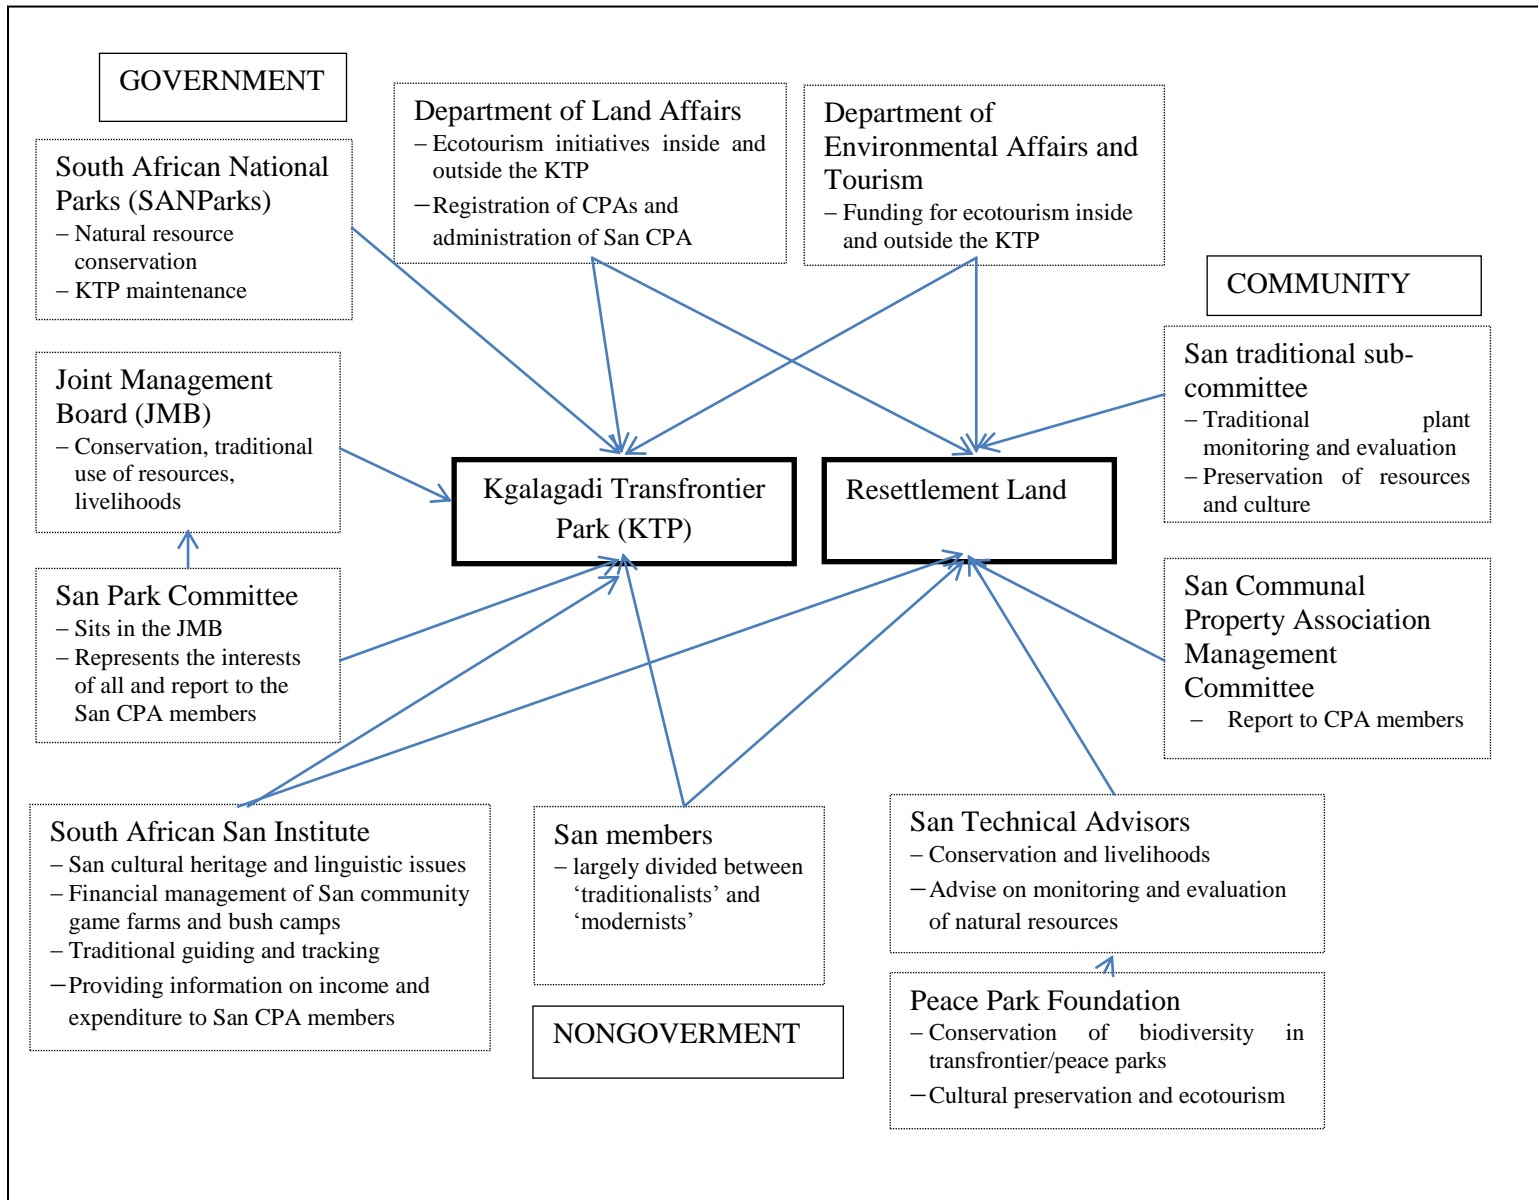 GOVERNMENT
South African National
Parks (SANParks)
– Natural resource
conservation
– KTP maintenance
Department of Land Affairs
– Ecotourism initiatives inside and
outside the KTP
– Registration of CPAs and
administration of San CPA
Department of
Environmental Affairs and
Tourism
– Funding for ecotourism inside
and outside the KTP
COMMUNITY
San traditional sub-
committee
– Traditional plant
monitoring and evaluation
– Preservation of resources
and culture
Joint Management
Board (JMB)
– Conservation, traditional
use of resources,
livelihoods
Kgalagadi Transfrontier
Park (KTP)
Resettlement Land
San Park Committee
– Sits in the JMB
– Represents the interests
of all and report to the
San CPA members
San Communal
Property Association
Management
Committee
– Report to CPA members
South African San Institute
– San cultural heritage and linguistic issues
– Financial management of San community
game farms and bush camps
– Traditional guiding and tracking
– Providing information on income and
expenditure to San CPA members
San members
– largely divided between
‘traditionalists’ and
‘modernists’
NONGOVERMENT
San Technical Advisors
– Conservation and livelihoods
– Advise on monitoring and evaluation
of natural resources
Peace Park Foundation
– Conservation of biodiversity in
transfrontier/peace parks
– Cultural preservation and ecotourism